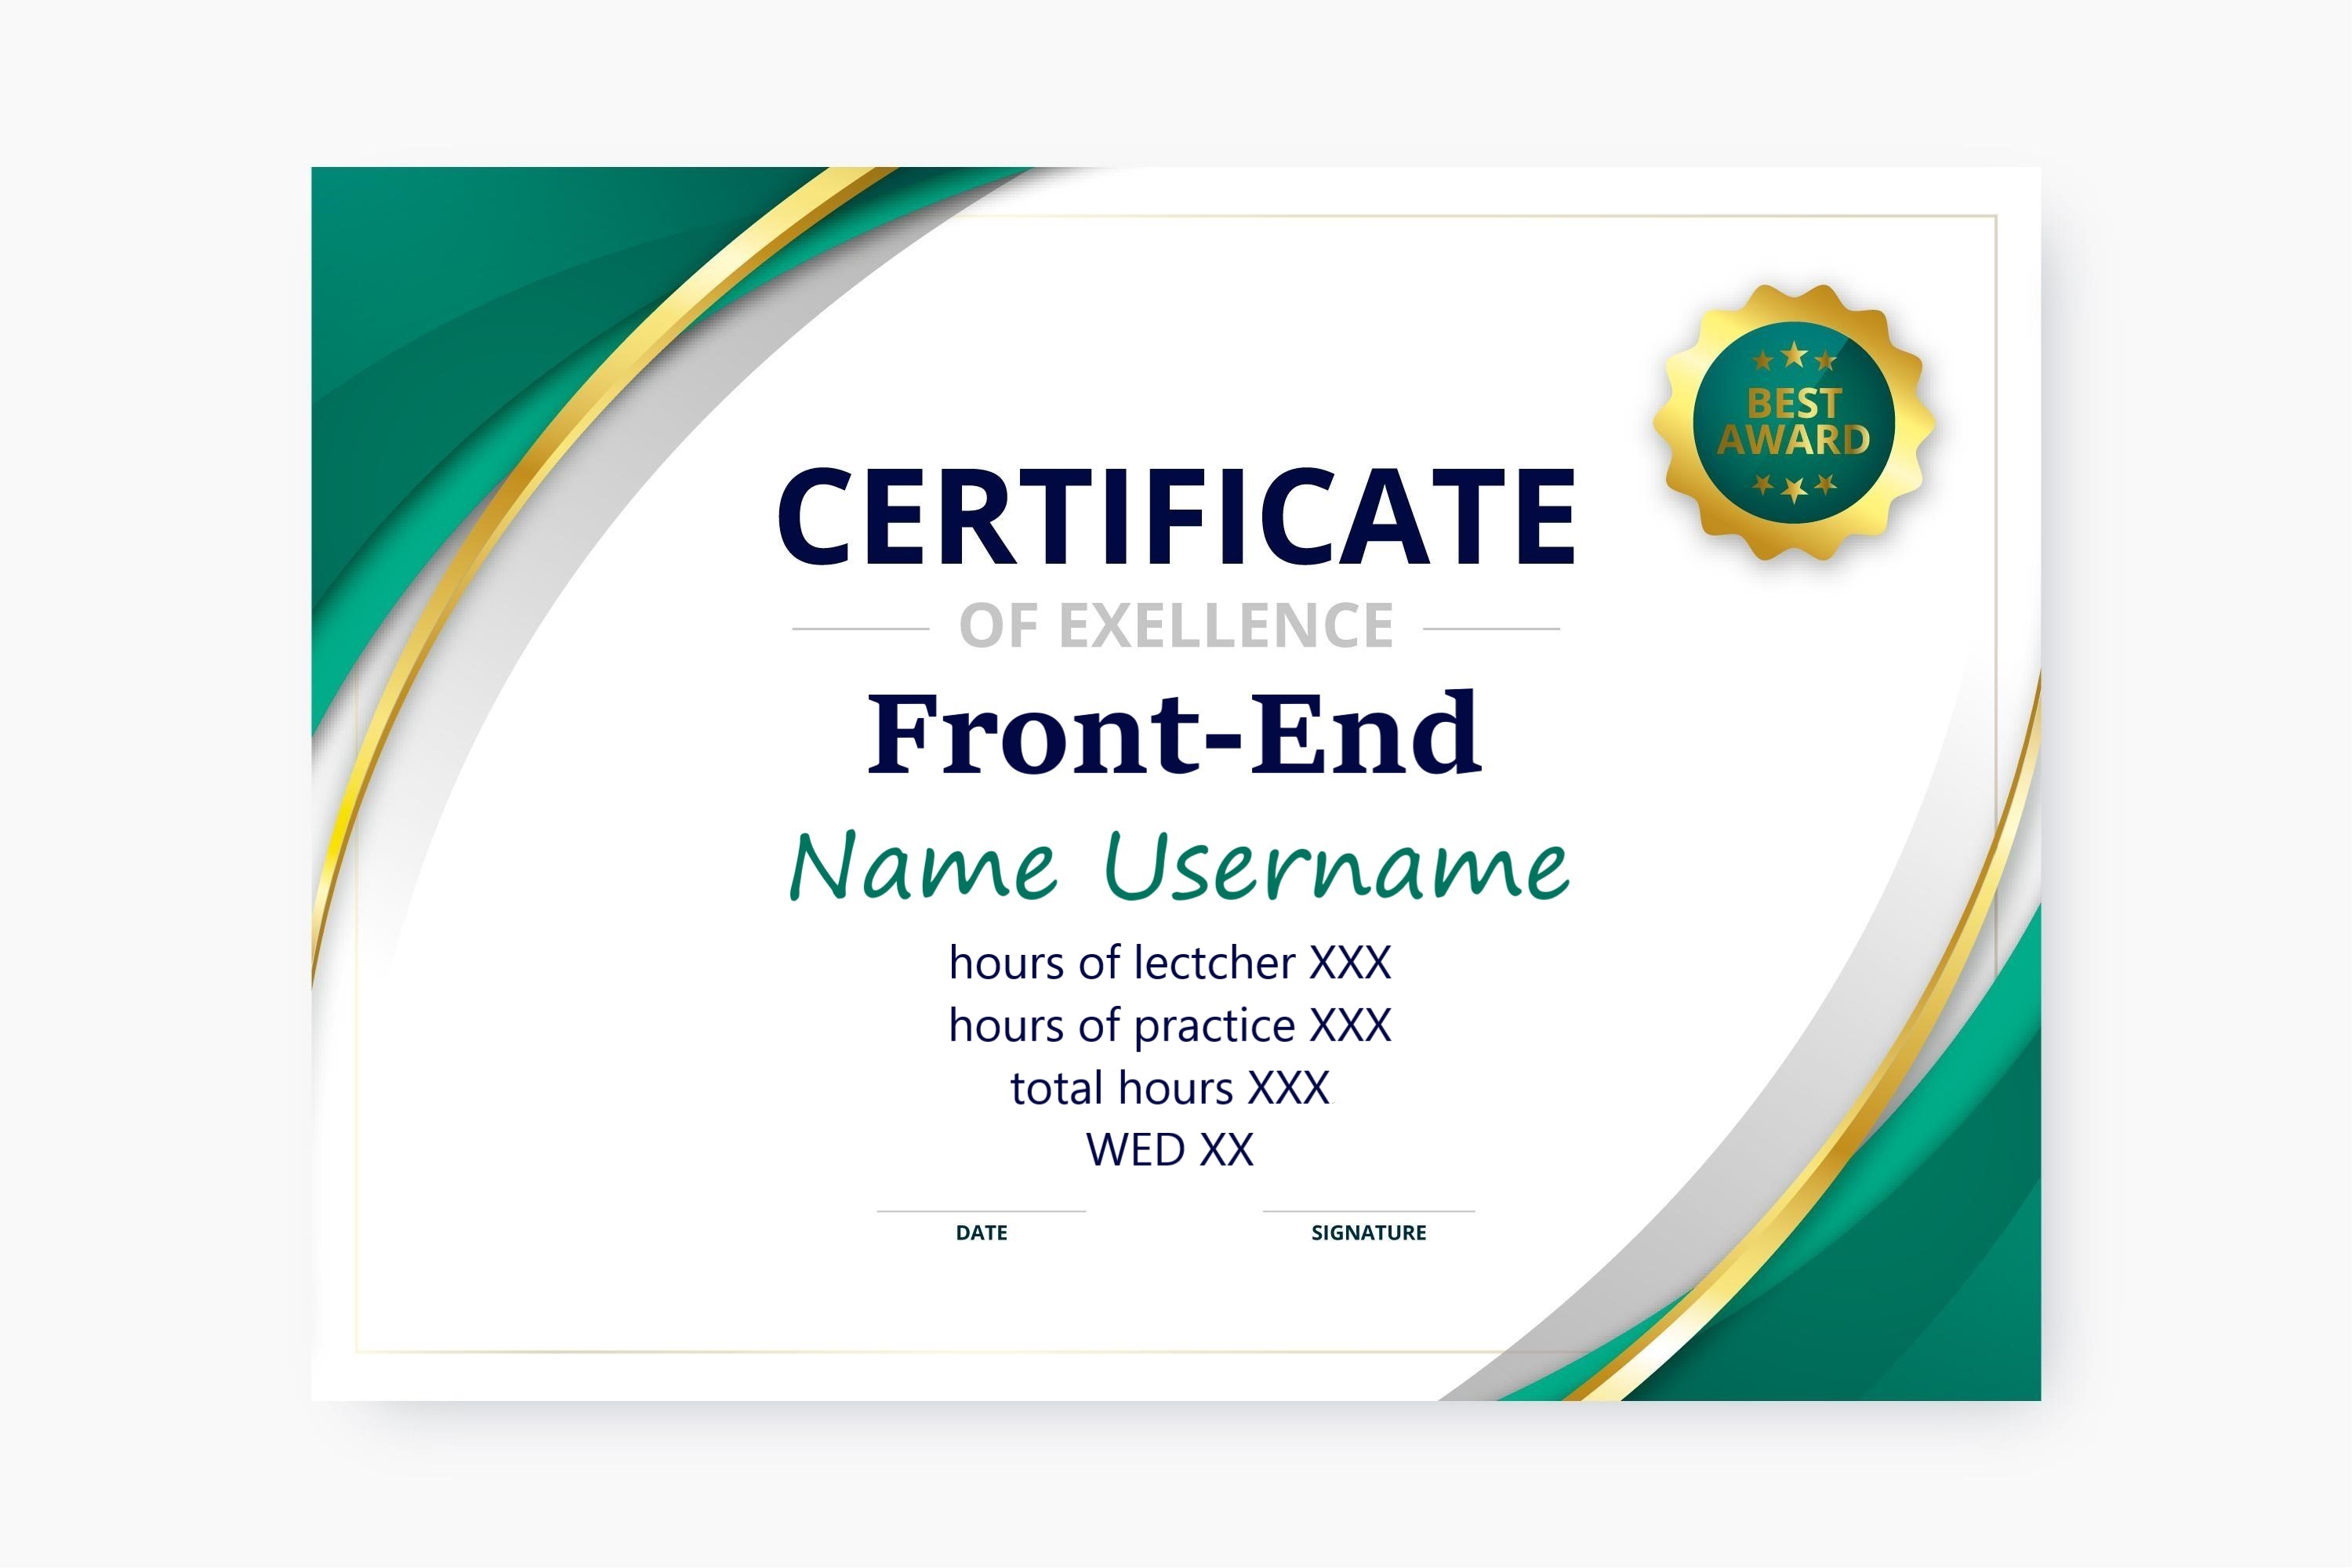 BEST
AWARD
CERTIFICATE
OF EXELLENCE
Front-End
Name Username
hours of lectcher XXX
hours of practice XXX
total hours XXX
WED XX
DATE
SIGNATURE